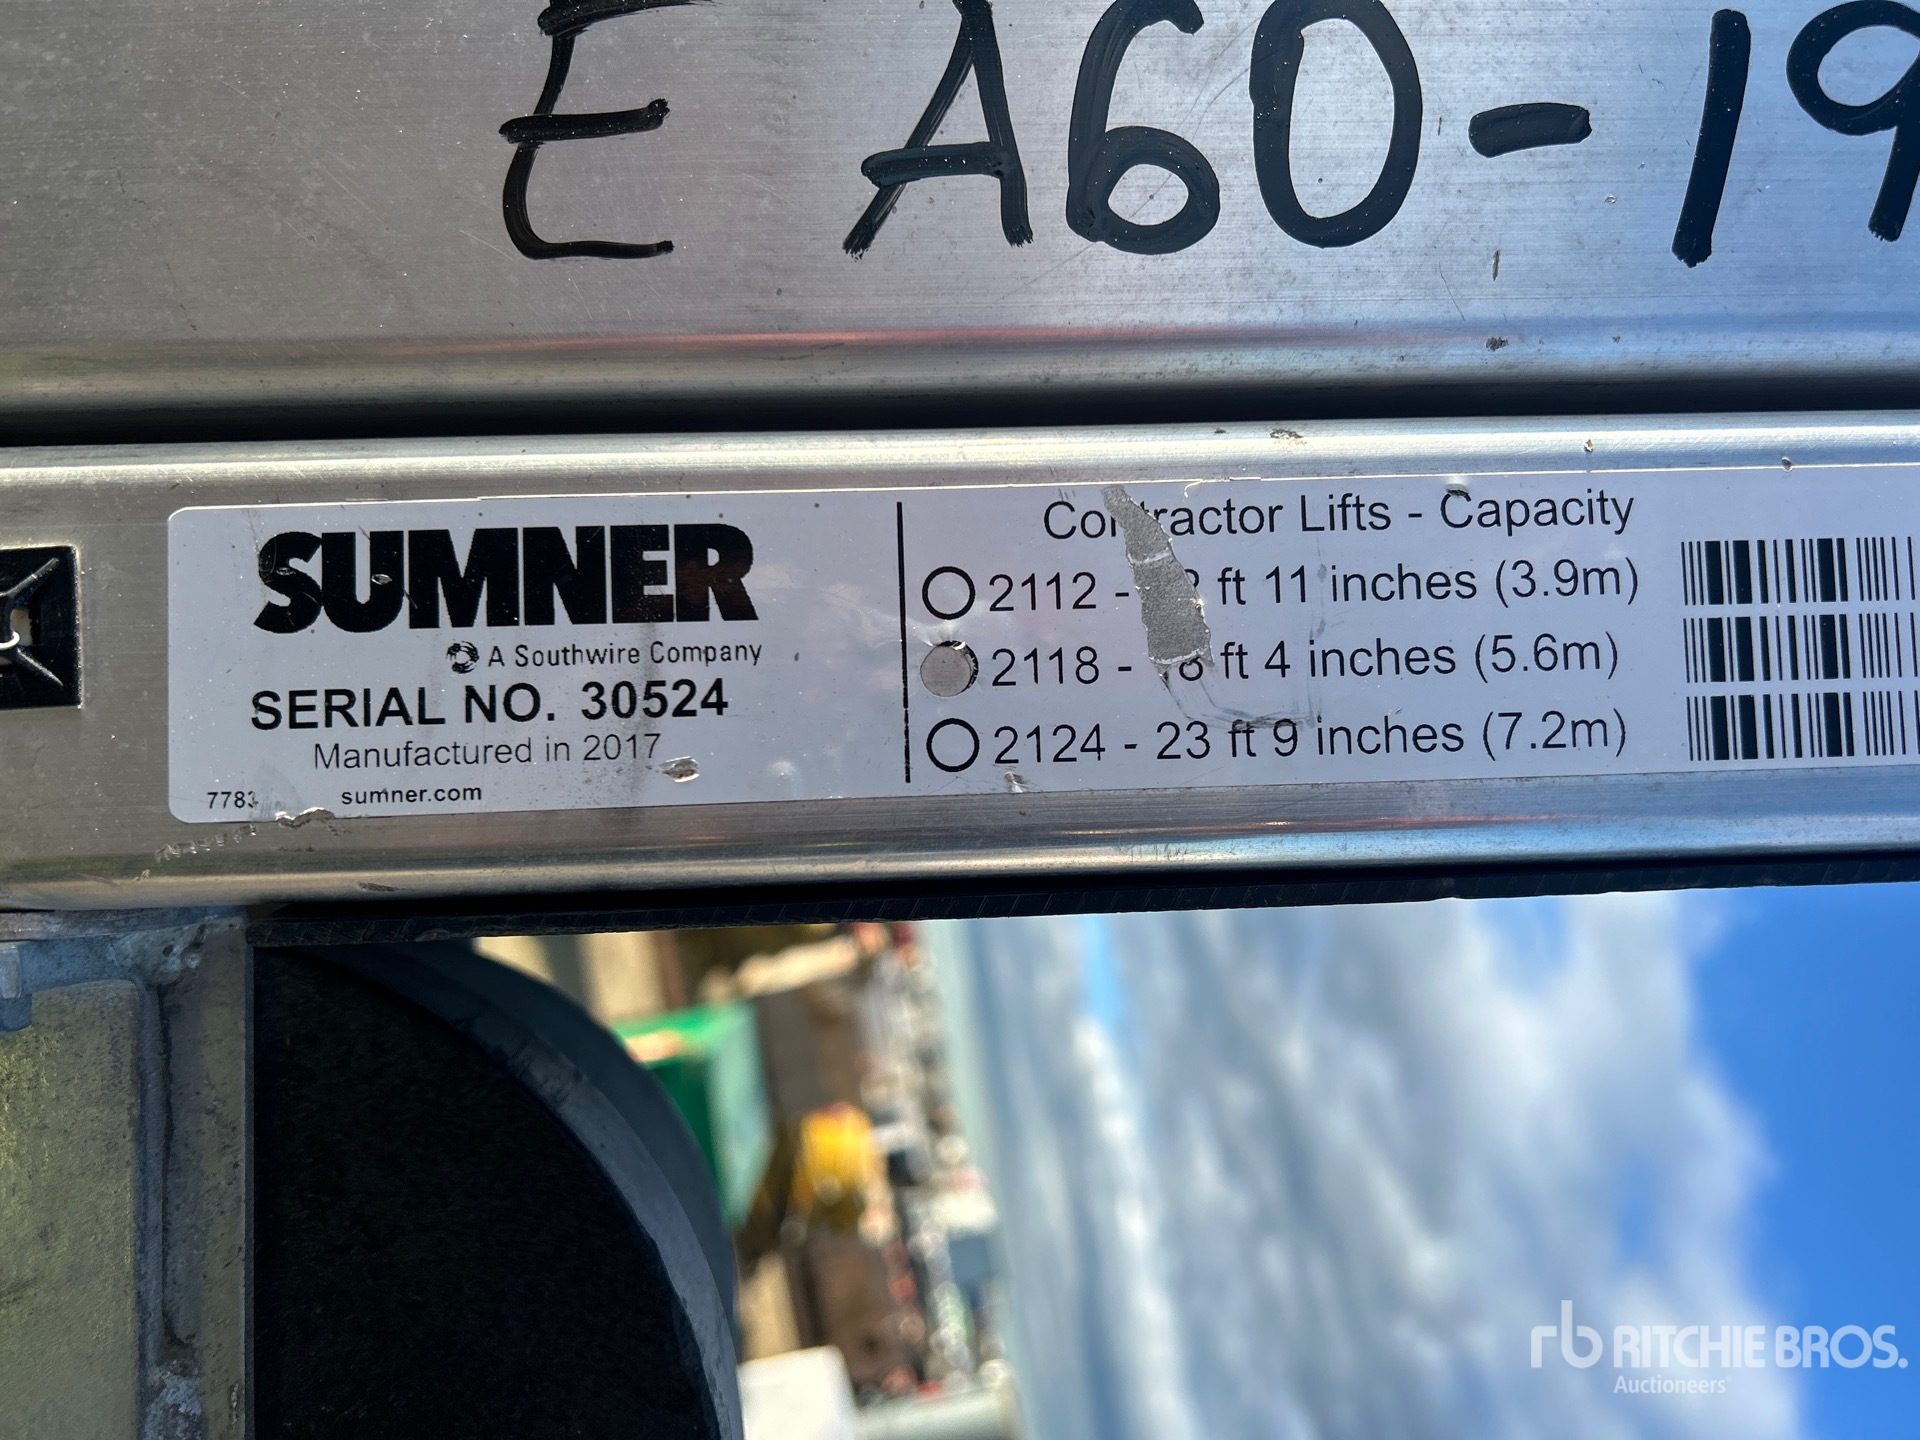 E A60-19
SUMNER
A Southwire Company
SERIAL NO. 30524
Manufactured in 2017
sumner.com
Contractor Lifts - Capacity
2112 - ft 11 inches (3.9m)
2118 - ft 4 inches (5.6m)
2124 - 23 ft 9 inches (7.2m)
rb RITCHIE BROS.
Auctioneers